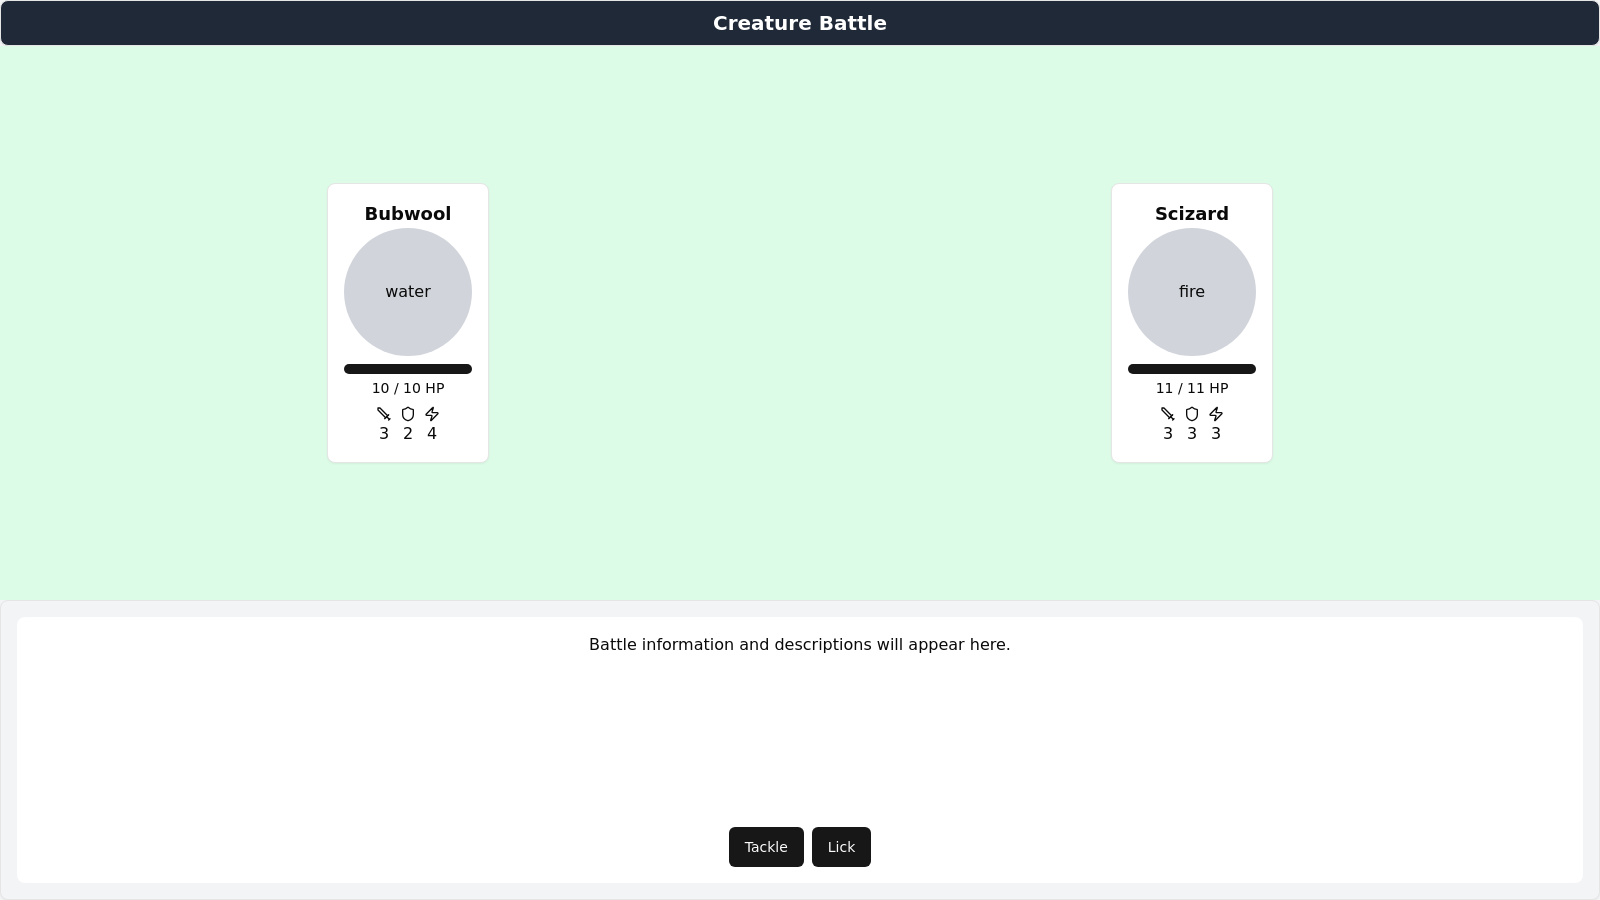 Creature Battle
Bubwool
water
10 / 10 HP
3 2 4
Scizard
fire
11 / 11 HP
3 3 3
Battle information and descriptions will appear here.
Tackle
Lick